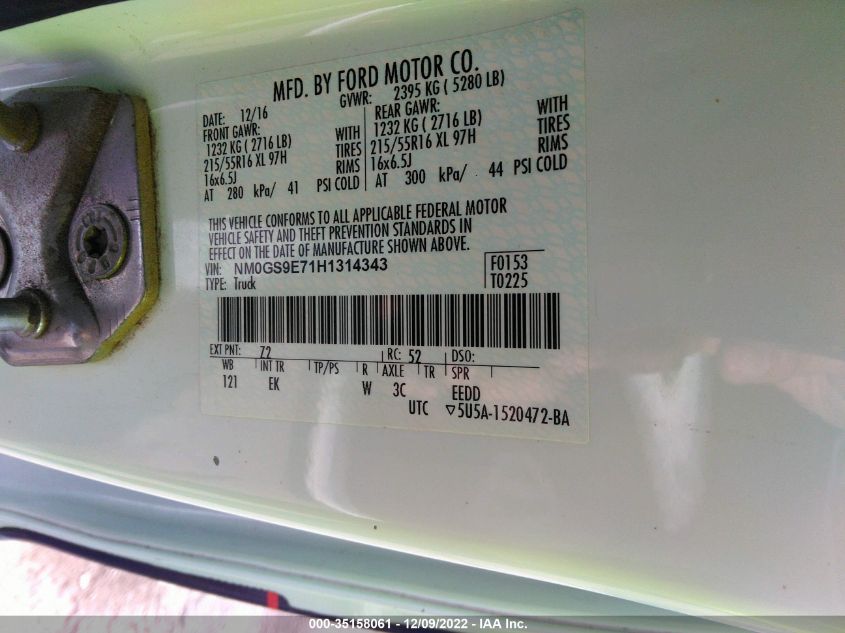 MFD. BY FORD MOTOR CO.
DATE: 12/16 GVWR: 2395 KG ( 5280 LB)
FRONT GAWR: REAR GAWR:
1232 KG ( 2716 LB) WITH 1232 KG ( 2716 LB) WITH
215/55R16 XL 97H TIRES 215/55R16 XL 97H TIRES
16x6.5J RIMS 16x6.5J RIMS
AT 280 kPa/ 41 PSI COLD AT 300 kPa/ 44 PSI COLD
THIS VEHICLE CONFORMS TO ALL APPLICABLE FEDERAL MOTOR
VEHICLE SAFETY AND THEFT PREVENTION STANDARDS IN
EFFECT ON THE DATE OF MANUFACTURE SHOWN ABOVE.
VIN: NM0GS9E71H1314343 F0153
TYPE: Truck T0225
EXT PNT: 72 RC: 52 DSO:
WB INT TR TP/PS R AXLE TR SPR
121 EK W 3C EEDD
UTC ▽5U5A-1520472-BA
000-35158061 - 12/09/2022 - IAA Inc.